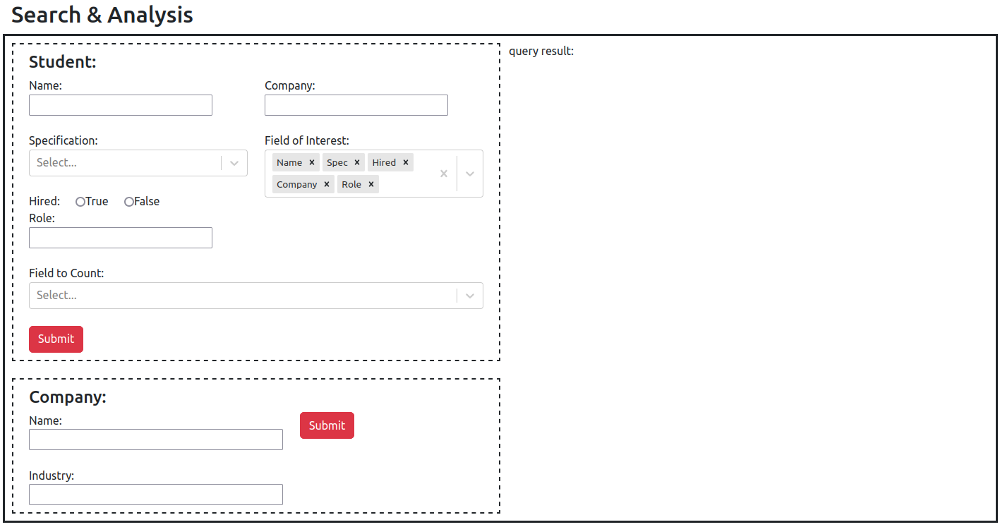 Search & Analysis
Student:
Name:
Company:
Specification:
Field of Interest:
Select...
Name × Spec × Hired ×
Company × Role ×
Hired: True False
Role:
Field to Count:
Select...
Submit
Company:
Name:
Submit
Industry:
query result: